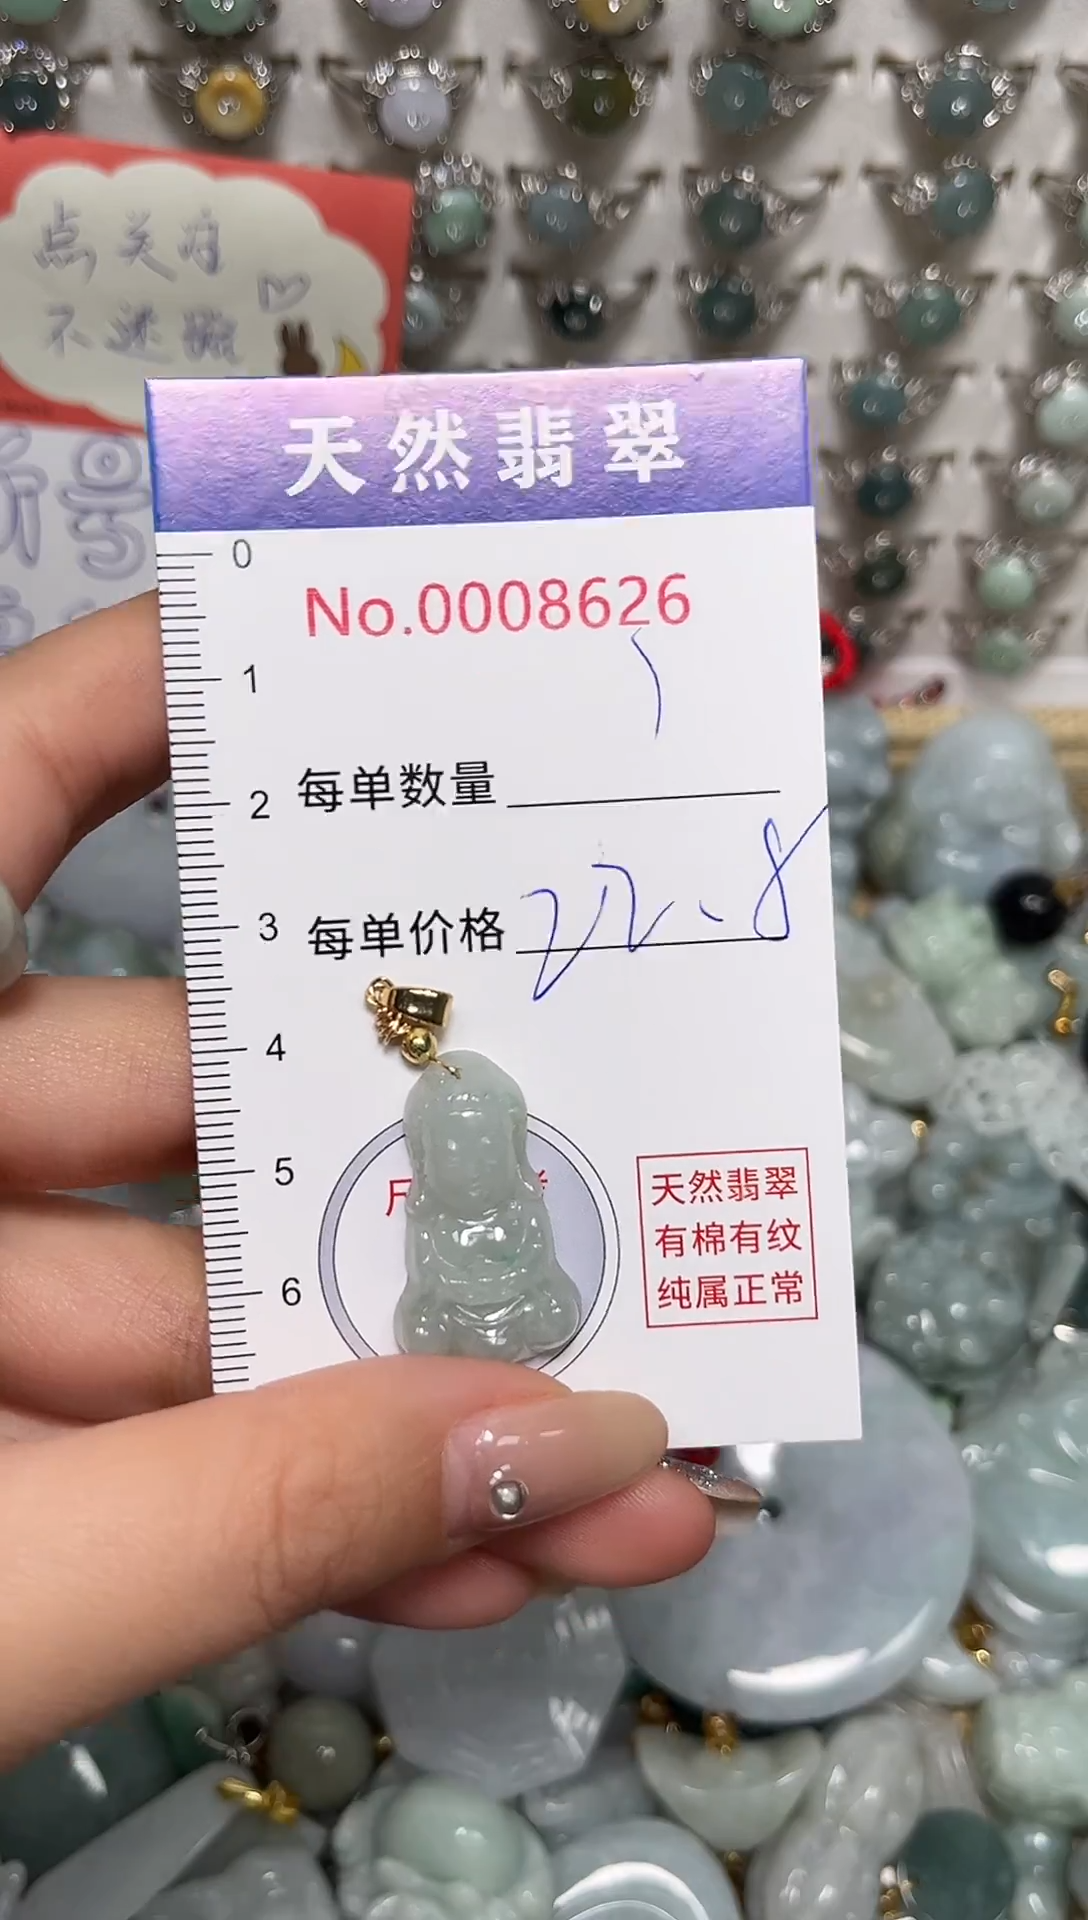 点关注
不迷路
新号
天然翡翠
0
No.0008626
1
每单数量
2
每单价格 22.8
3
4
5
6
天然翡翠
有棉有纹
纯属正常